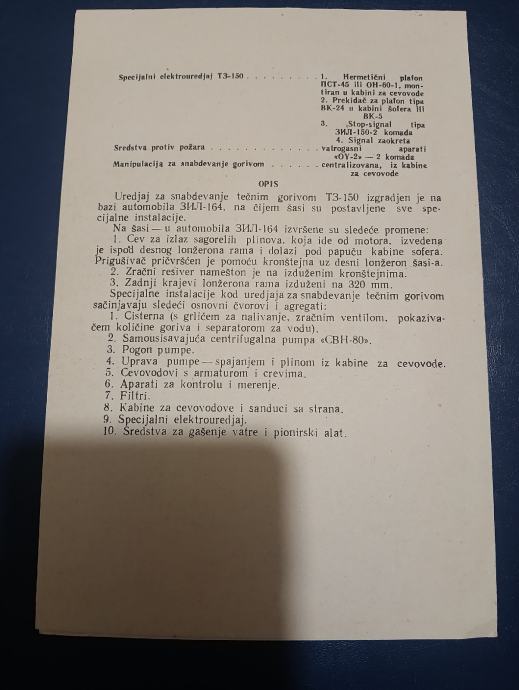 Specijalni elektrouredjaj ТЗ-150 . . . . . . . . . 1. Hermetični plafon
ПСТ-45 ili ОН-60-1, mon-
tiran u kabini za cevovode
2. Prekidač za plafon tipa
ВК-24 u kabini šofera ili
ВК-5
3. Stop-signal tipa
ЗИЛ-150-2 komada
4. Signal zaokreta
Sredstva protiv požara . . . . . . . . . . . . . . vatrogasni aparati
«ОУ-2» — 2 komada
Manipulacija za snabdevanje gorivom . . . . . . centralizovana, iz kabine
za cevovode
OPIS
Uredjaj za snabdevanje tečnim gorivom ТЗ-150 izgradjen je na
bazi automobila ЗИЛ-164, na čijem šasi su postavljene sve spe-
cijalne instalacije.
Na šasi — u automobila ЗИЛ-164 izvršene su sledeće promene:
1. Cev za izlaz sagorelih plinova, koja ide od motora, izvedena
je ispod desnog lonžerona rama i dolazi pod papuču kabine šofera.
Prigušivač pričvršćen je pomoću kronštejna uz desni lonžeron šasi-a.
2. Zračni resiver namešton je na izduženim kronštejnima.
3. Zadnji krajevi lonžerona rama izduženi na 320 mm.
Specijalne instalacije kod uredjaja za snabdevanje tečnim gorivom
sačinjavaju sledeći osnovni čvorovi i agregati:
1. Cisterna (s grlićem za nalivanje, zračnim ventilom, pokaziva-
čem količine goriva i separatorom za vodu).
2. Samousisavajuća centrifugalna pumpa «СВН-80».
3. Pogon pumpe.
4. Uprava pumpe — spajanjem i plinom iz kabine za cevovode.
5. Cevovodovi s armaturom i crevima.
6. Aparati za kontrolu i merenje.
7. Filtri.
8. Kabine za cevovodove i sanduci sa strana.
9. Specijalni elektrouredjaj.
10. Sredstva za gašenje vatre i pionirski alat.